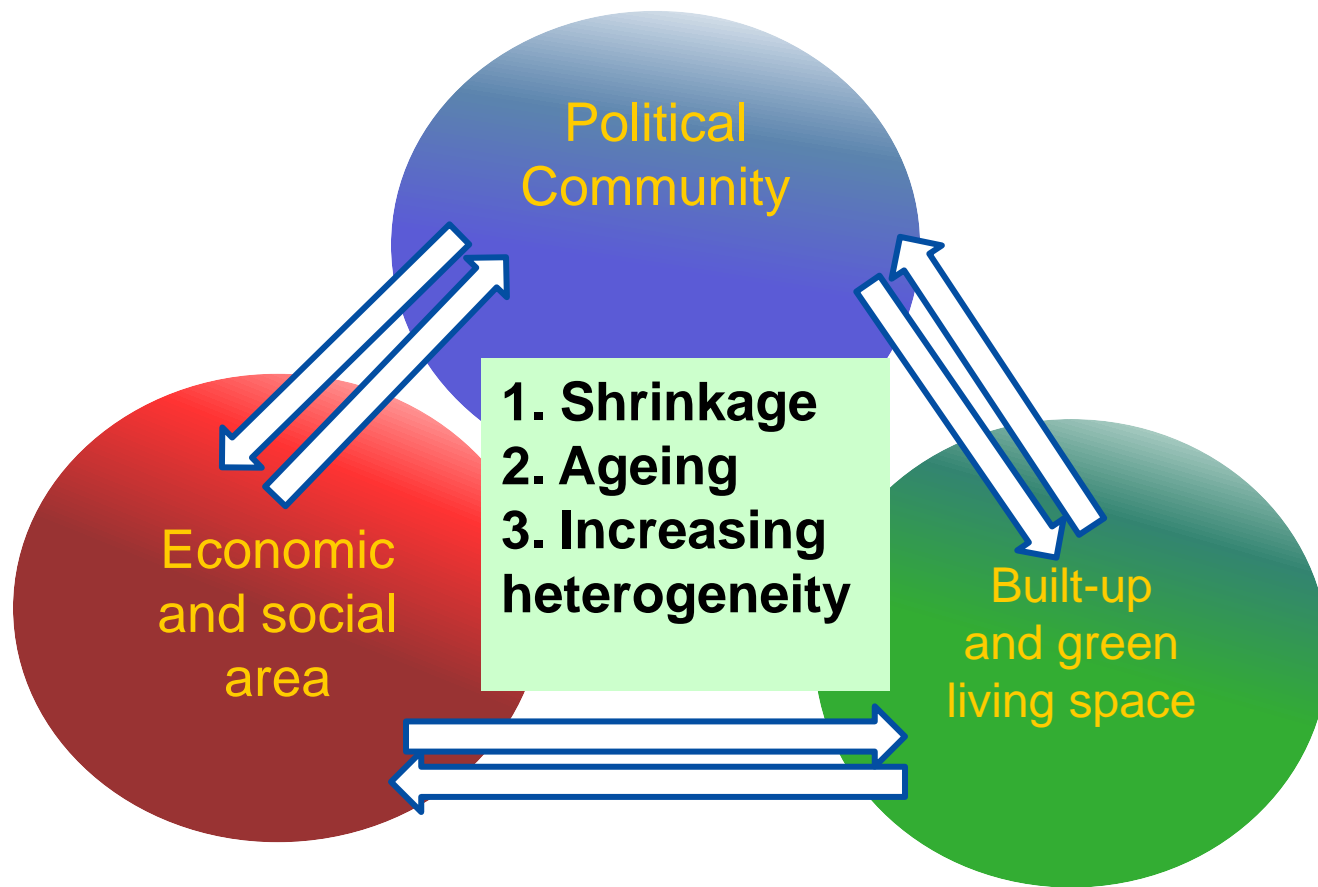 Political
Community
1. Shrinkage
2. Ageing
3. Increasing
heterogeneity
Economic
and social
area
Built-up
and green
living space